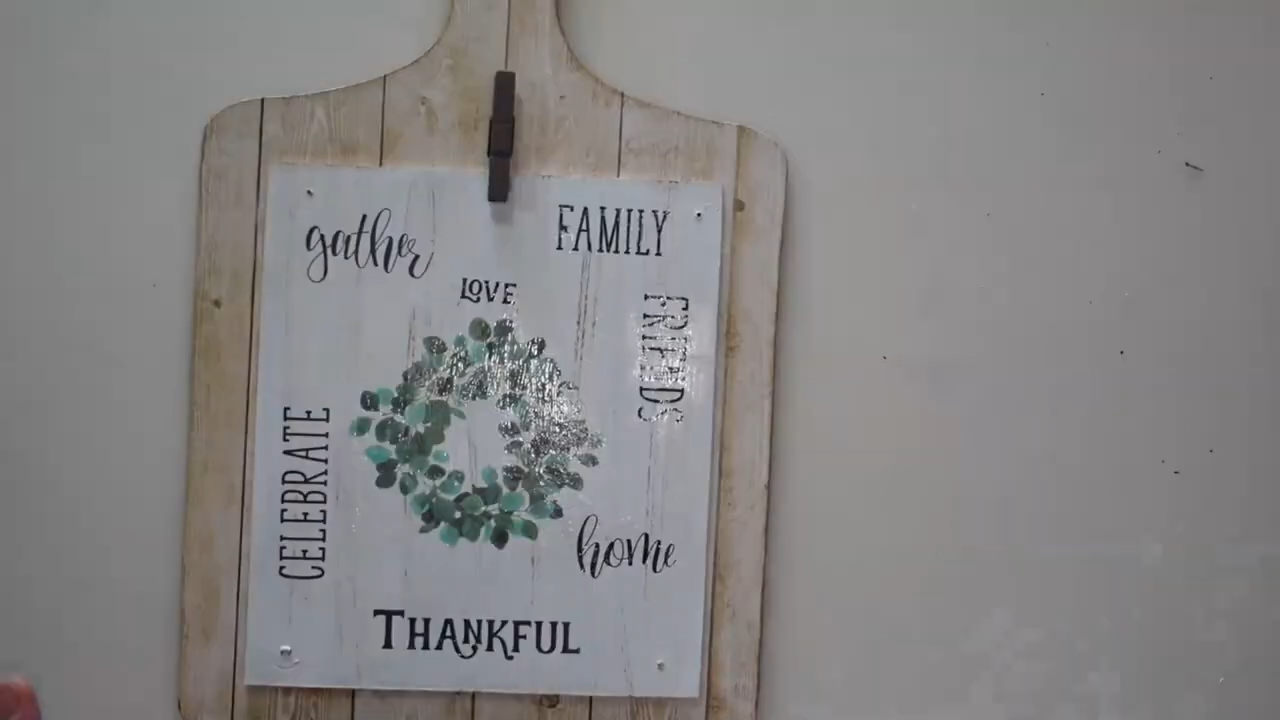 gather
FAMILY
LOVE
FRIENDS
CELEBRATE
home
THANKFUL